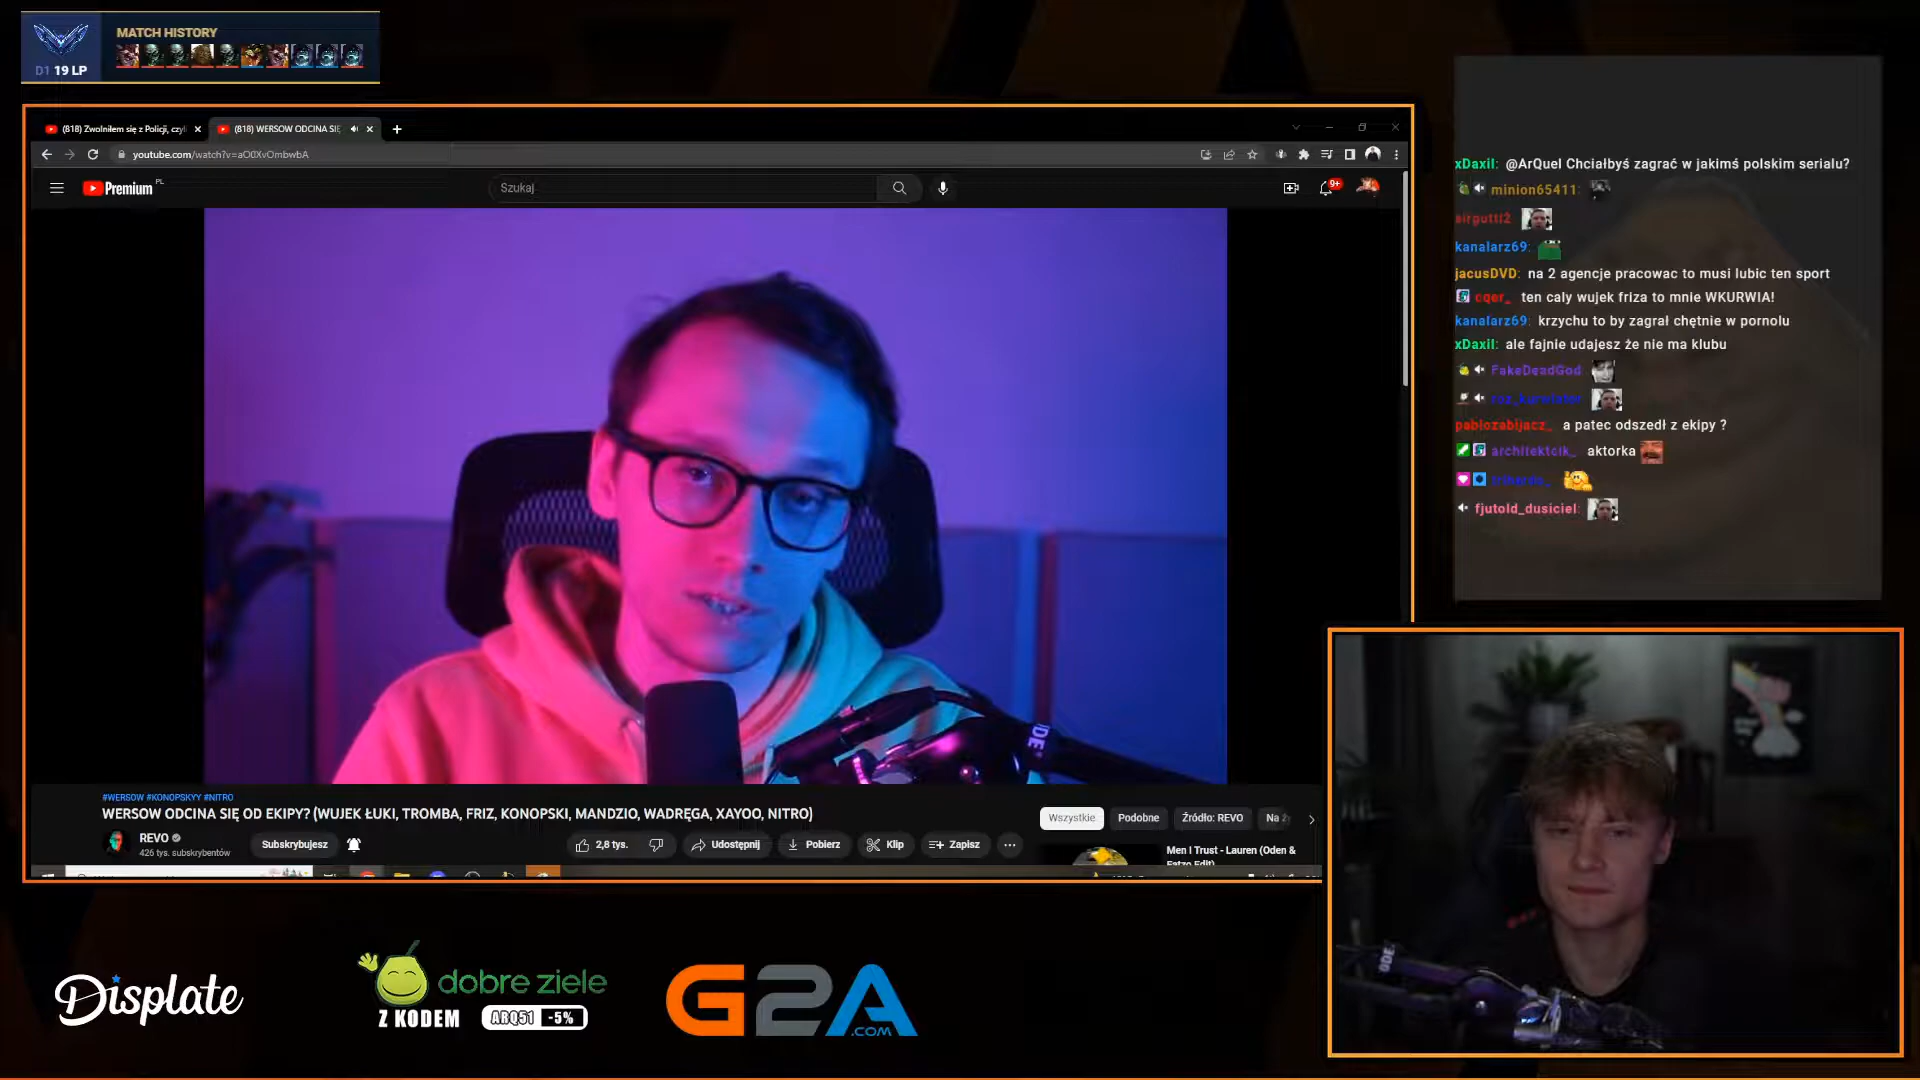 MATCH HISTORY
D1 19 LP
(818) Zwolniłem się z Policji, czyl
(818) WERSOW ODCINA SIĘ
youtube.com/watch?v=aO0XvOmbwbA
Premium PL
Szukaj
9+
#WERSOW #KONOPSKYY #NITRO
WERSOW ODCINA SIĘ OD EKIPY? (WUJEK ŁUKI, TROMBA, FRIZ, KONOPSKI, MANDZIO, WADRĘGA, XAYOO, NITRO)
REVO
426 tys. subskrybentów
Subskrybujesz
2,8 tys.
Udostępnij
Pobierz
Klip
Zapisz
Wszystkie
Podobne
Źródło: REVO
Na
Men I Trust - Lauren (Oden &
Fatzo Edit)
xDaxil: @ArQuel Chciałbyś zagrać w jakimś polskim serialu?
minion65411:
sirgutti2
kanalarz69:
jacusDVD: na 2 agencje pracowac to musi lubic ten sport
cqer_ ten caly wujek friza to mnie WKURWIA!
kanalarz69: krzychu to by zagrał chętnie w pornolu
xDaxil: ale fajnie udajesz że nie ma klubu
FakeDeadGod
pablozabijacz_ a patec odszedł z ekipy ?
architektcik_ aktorka
fjutold_dusiciel:
Displate
dobre ziele
Z KODEM ARQ51 -5%
G2A
.COM